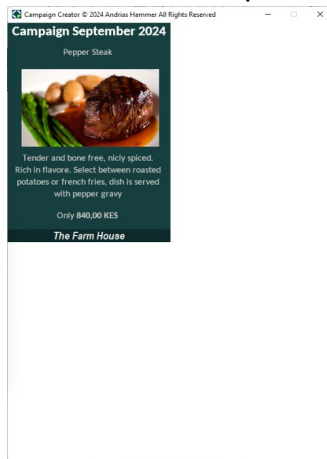 Campaign Creator © 2024 Andrias Hammer All Rights Reserved
Campaign September 2024
Pepper Steak
Tender and bone free, nicly spiced.
Rich in flavore. Select between roasted
potatoes or french fries, dish is served
with pepper gravy
Only 840,00 KES
The Farm House